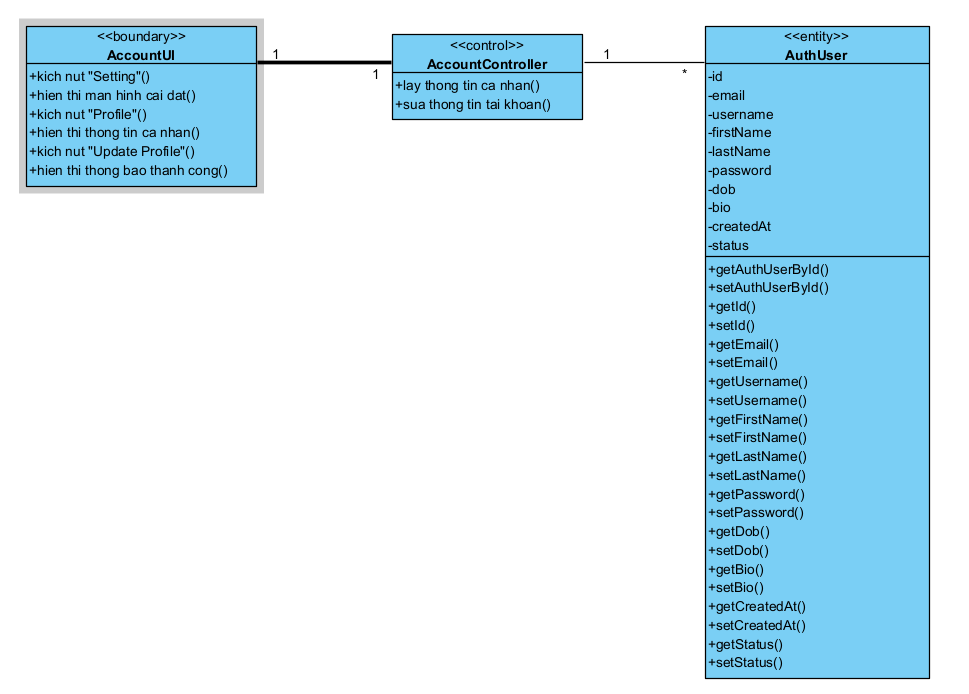 <<boundary>>
AccountUI
+kich nut "Setting"()
+hien thi man hinh cai dat()
+kich nut "Profile"()
+hien thi thong tin ca nhan()
+kich nut "Update Profile"()
+hien thi thong bao thanh cong()
1
1
<<control>>
AccountController
+lay thong tin ca nhan()
+sua thong tin tai khoan()
1
*
<<entity>>
AuthUser
-id
-email
-username
-firstName
-lastName
-password
-dob
-bio
-createdAt
-status
+getAuthUserById()
+setAuthUserById()
+getId()
+setId()
+getEmail()
+setEmail()
+getUsername()
+setUsername()
+getFirstName()
+setFirstName()
+getLastName()
+setLastName()
+getPassword()
+setPassword()
+getDob()
+setDob()
+getBio()
+setBio()
+getCreatedAt()
+setCreatedAt()
+getStatus()
+setStatus()